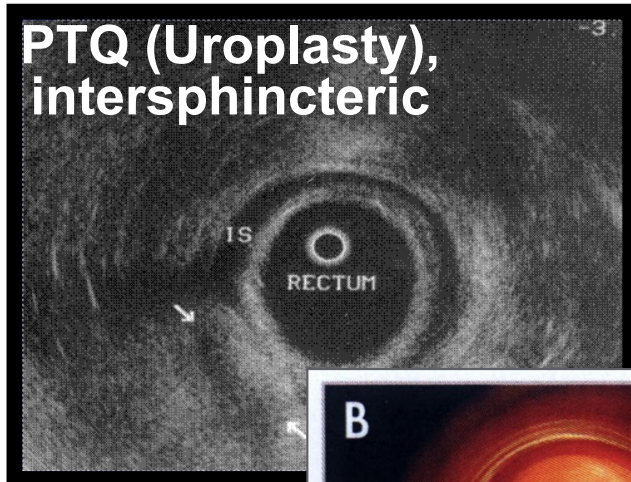 PTQ (Uroplasty),
intersphincteric
-3
IS
RECTUM
B